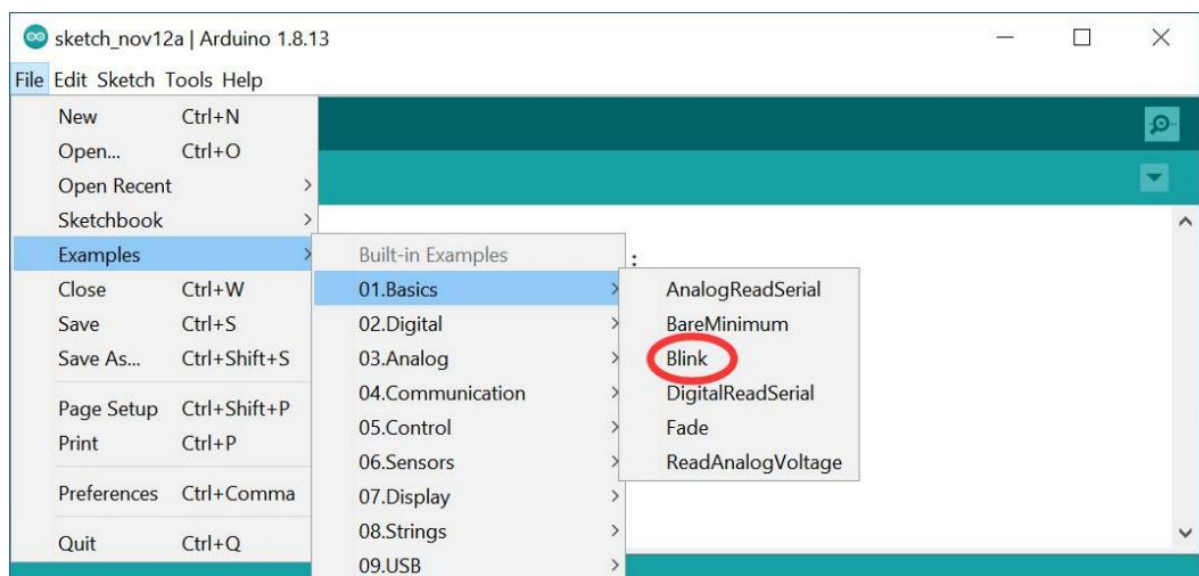 sketch_nov12a | Arduino 1.8.13
File Edit Sketch Tools Help
New Ctrl+N
Open... Ctrl+O
Open Recent
Sketchbook
Examples
Close Ctrl+W
Save Ctrl+S
Save As... Ctrl+Shift+S
Page Setup Ctrl+Shift+P
Print Ctrl+P
Preferences Ctrl+Comma
Quit Ctrl+Q
Built-in Examples
01.Basics
02.Digital
03.Analog
04.Communication
05.Control
06.Sensors
07.Display
08.Strings
09.USB
:
AnalogReadSerial
BareMinimum
Blink
DigitalReadSerial
Fade
ReadAnalogVoltage